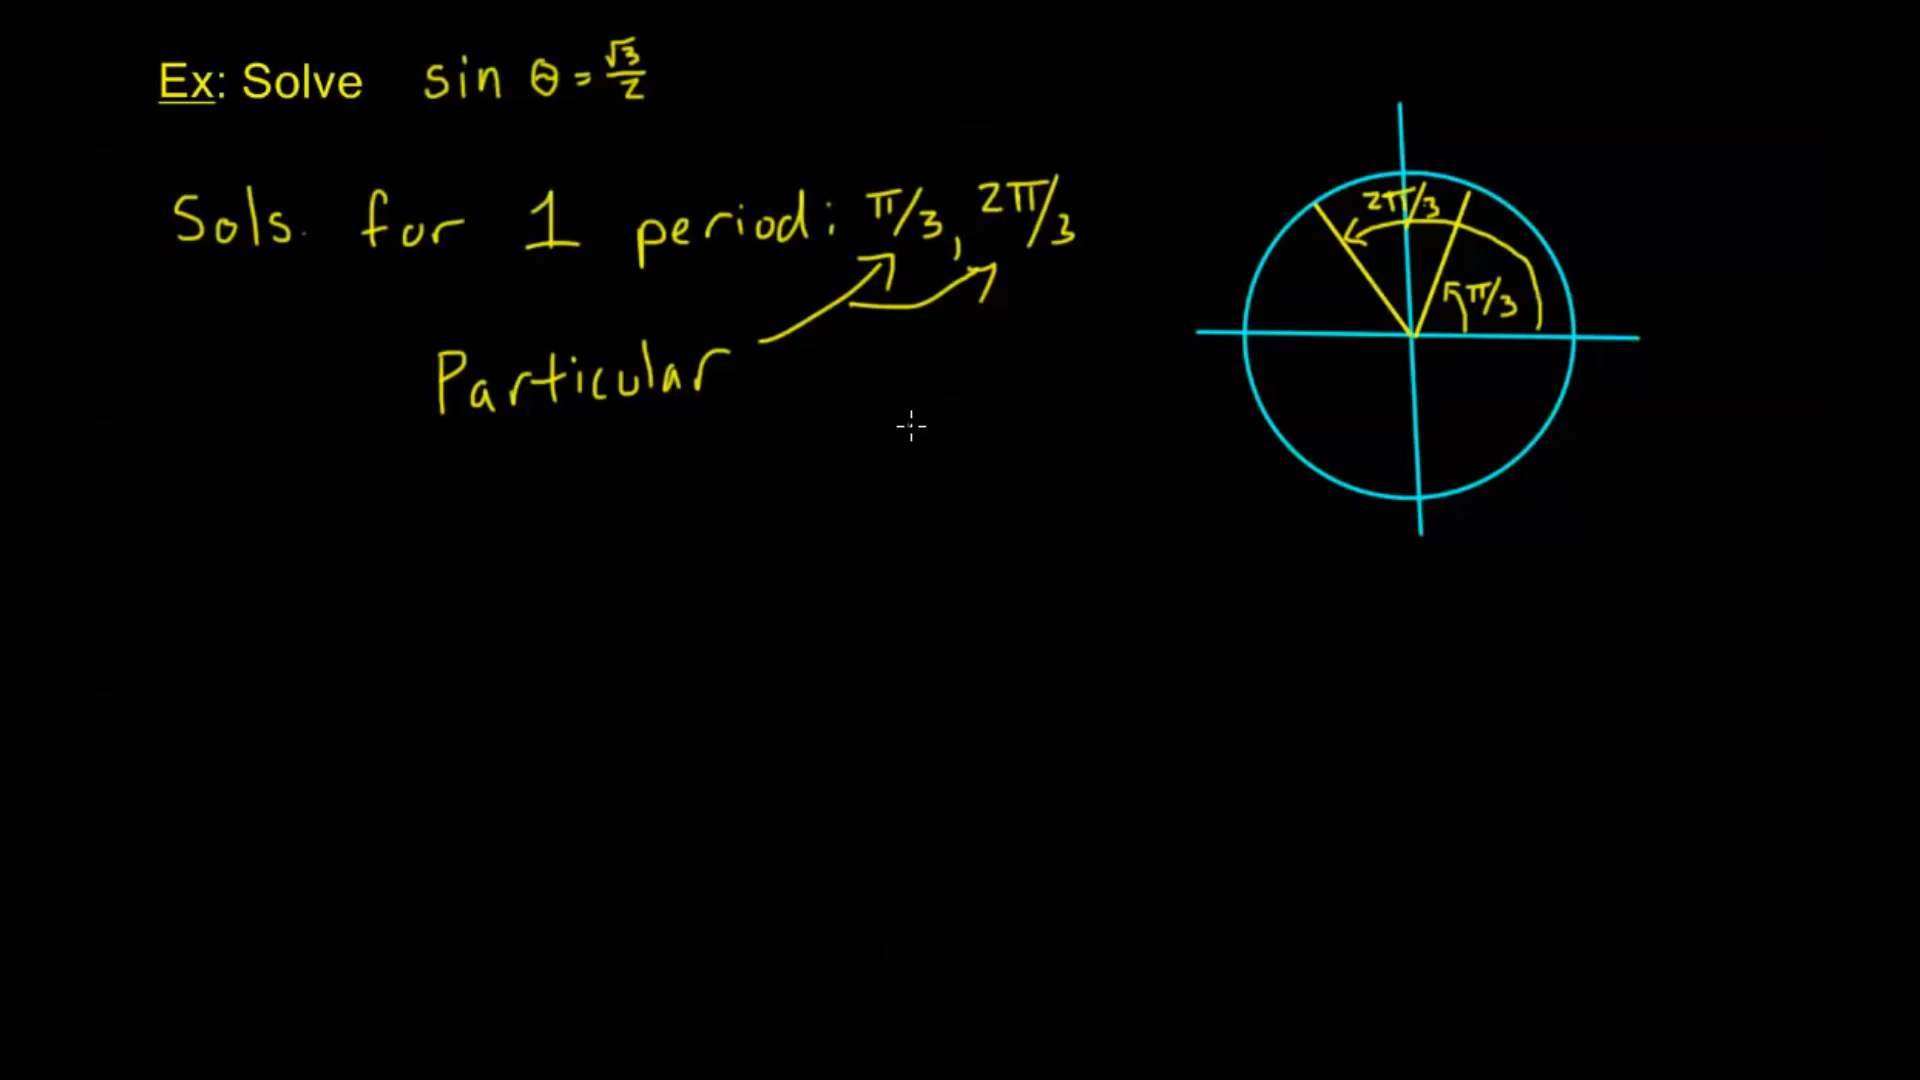 Ex: Solve sin θ = √3/2
Sols. for 1 period: π/3, 2π/3
Particular
2π/3
π/3